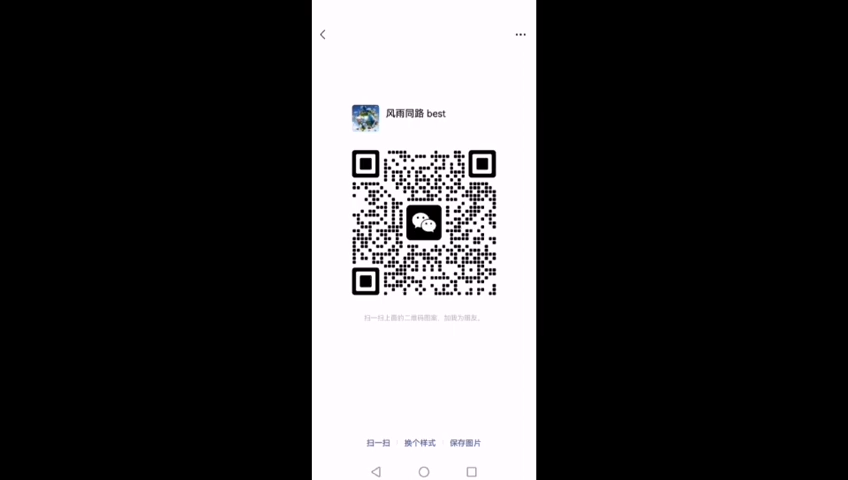 风雨同路 best
扫一扫上面的二维码图案，加我为朋友。
扫一扫
换个样式
保存图片